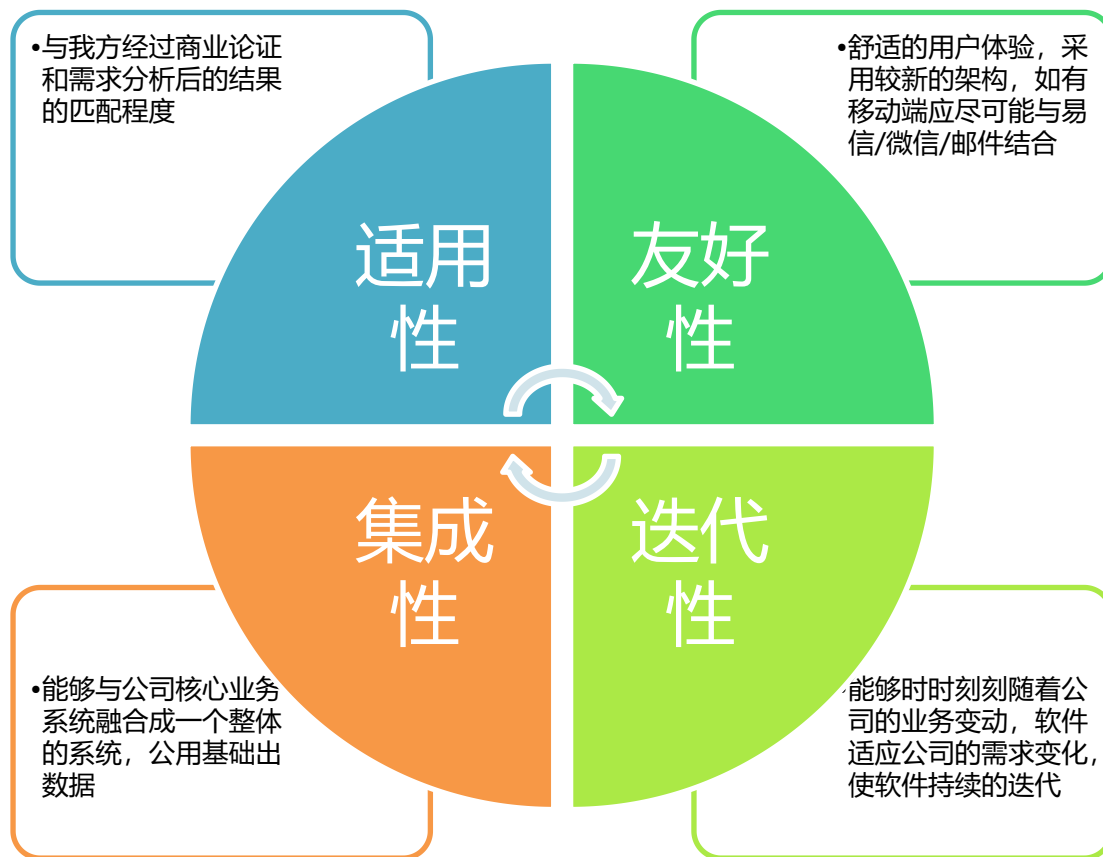 •与我方经过商业论证
和需求分析后的结果
的匹配程度
•舒适的用户体验，采
用较新的架构，如有
移动端应尽可能与易
信/微信/邮件结合
适用
性
友好
性
集成
性
迭代
性
•能够与公司核心业务
系统融合成一个整体
的系统，公用基础出
数据
•能够时时刻刻随着公
司的业务变动，软件
适应公司的需求变化，
使软件持续的迭代